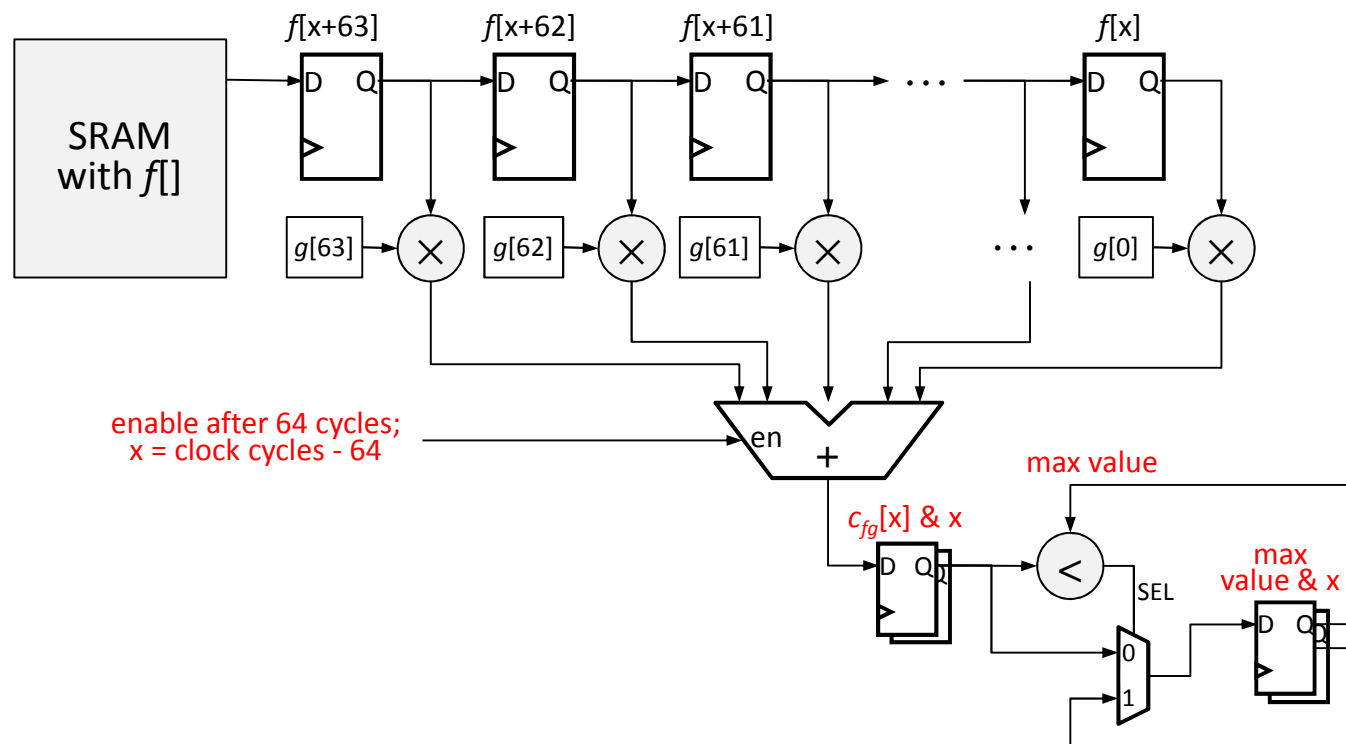 f[x+63]
f[x+62]
f[x+61]
f[x]
D Q
D Q
D Q
...
D Q
SRAM
with f[]
g[63]
×
g[62]
×
g[61]
×
...
g[0]
×
enable after 64 cycles;
x = clock cycles - 64
en
+
max value
c_fg[x] & x
D Q Q
<
SEL
0
1
max
value & x
D Q Q